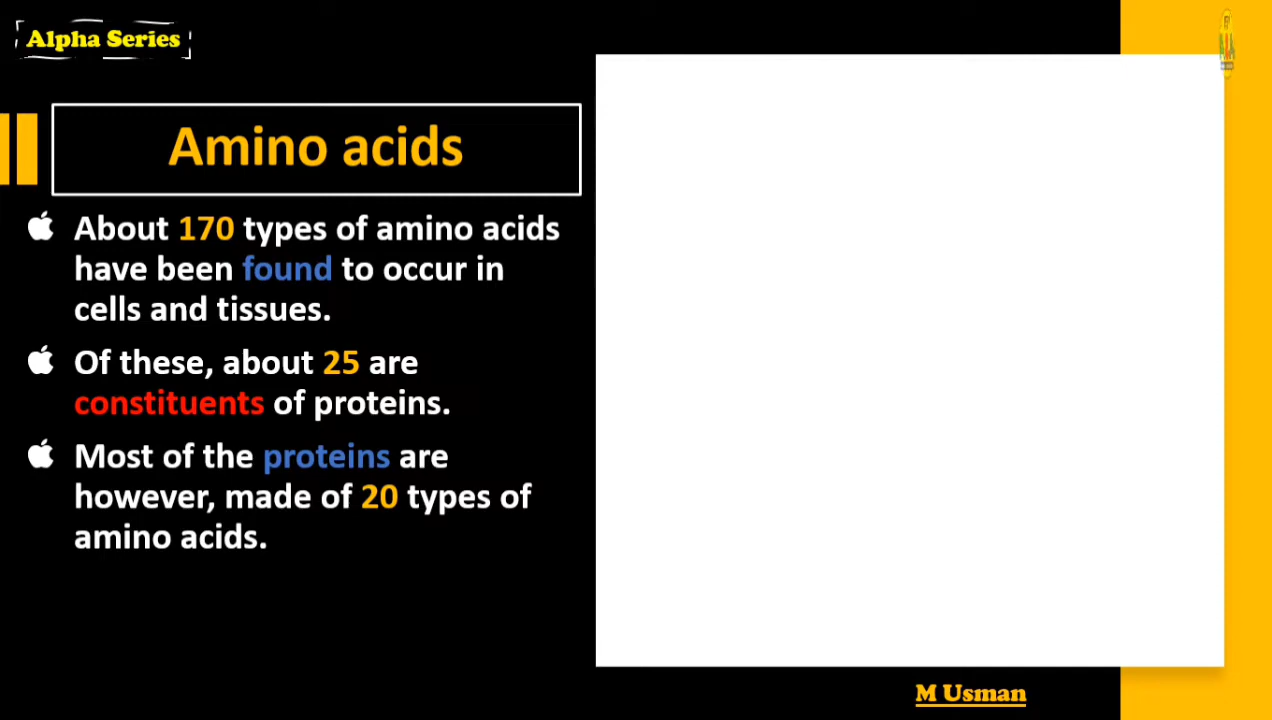 Alpha Series
Amino acids
About 170 types of amino acids
have been found to occur in
cells and tissues.
Of these, about 25 are
constituents of proteins.
Most of the proteins are
however, made of 20 types of
amino acids.
M Usman